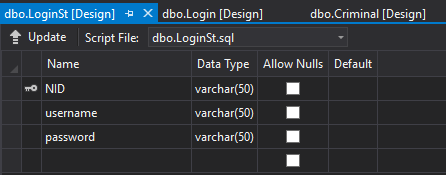 dbo.LoginSt [Design] dbo.Login [Design] dbo.Criminal [Design]
Update Script File: dbo.LoginSt.sql
Name Data Type Allow Nulls Default
NID varchar(50)
username varchar(50)
password varchar(50)